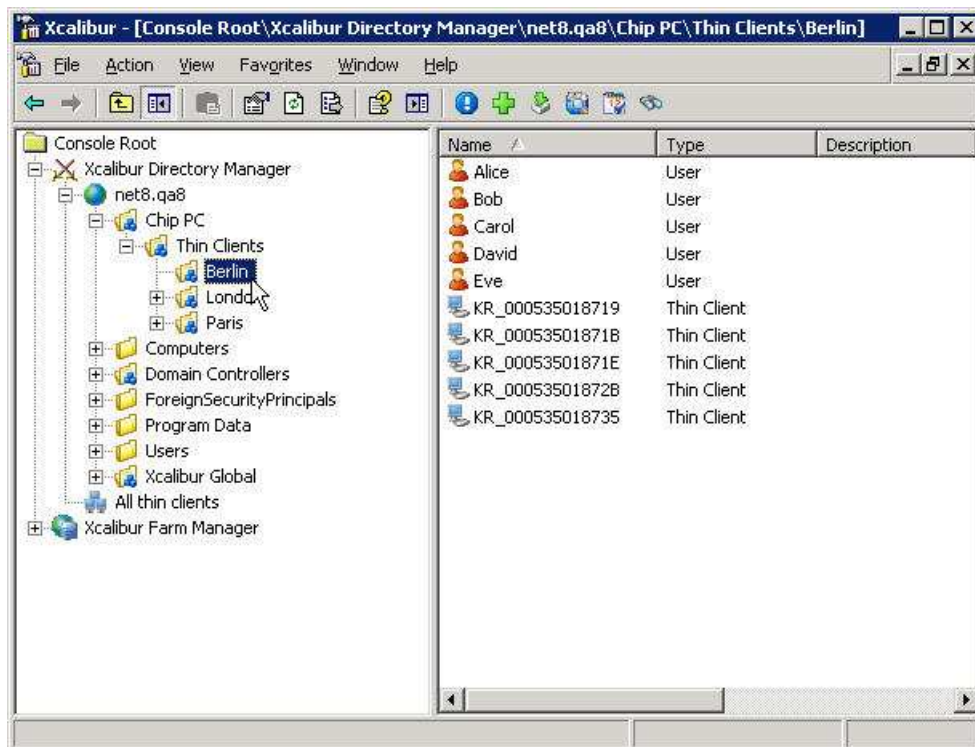 Xcalibur - [Console Root\Xcalibur Directory Manager\net8.qa8\Chip PC\Thin Clients\Berlin]
File Action View Favorites Window Help
Console Root
Xcalibur Directory Manager
net8.qa8
Chip PC
Thin Clients
Berlin
Paris
Computers
Domain Controllers
ForeignSecurityPrincipals
Program Data
Users
Xcalibur Global
All thin clients
Xcalibur Farm Manager
Name Type Description
Alice User
Bob User
Carol User
David User
Eve User
KR_000535018719 Thin Client
KR_00053501871B Thin Client
KR_00053501871E Thin Client
KR_00053501872B Thin Client
KR_000535018735 Thin Client